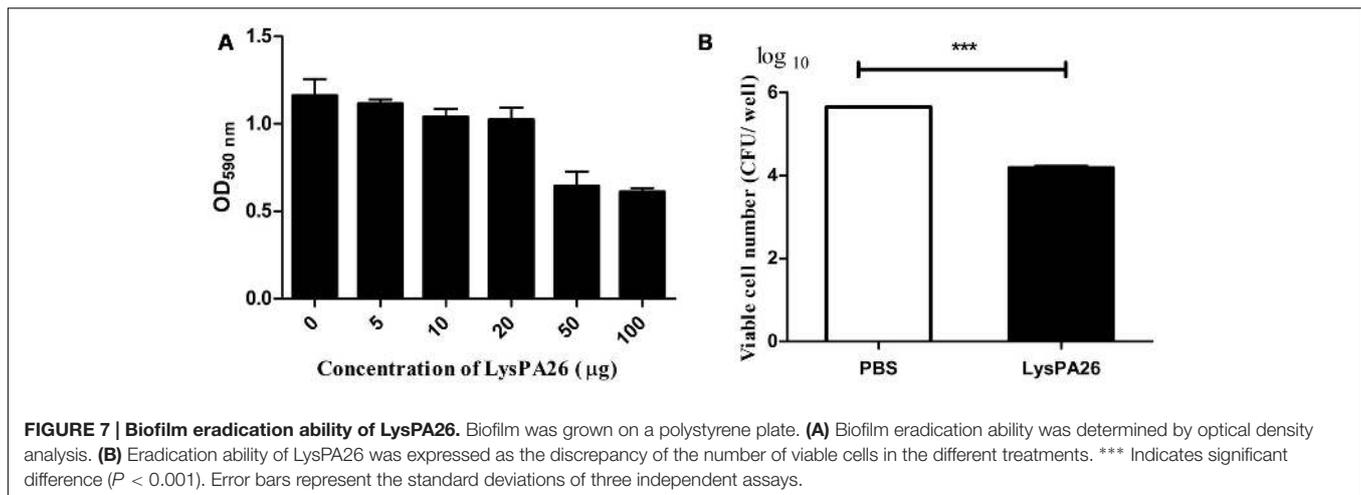 A
1.5
1.0
0.5
0.0
OD590 nm
0 5 10 20 50 100
Concentration of LysPA26 ( μg)
B
log 10
***
6
4
2
0
Viable cell number (CFU/ well)
PBS LysPA26
FIGURE 7 | Biofilm eradication ability of LysPA26. Biofilm was grown on a polystyrene plate. (A) Biofilm eradication ability was determined by optical density
analysis. (B) Eradication ability of LysPA26 was expressed as the discrepancy of the number of viable cells in the different treatments. *** Indicates significant
difference (P < 0.001). Error bars represent the standard deviations of three independent assays.